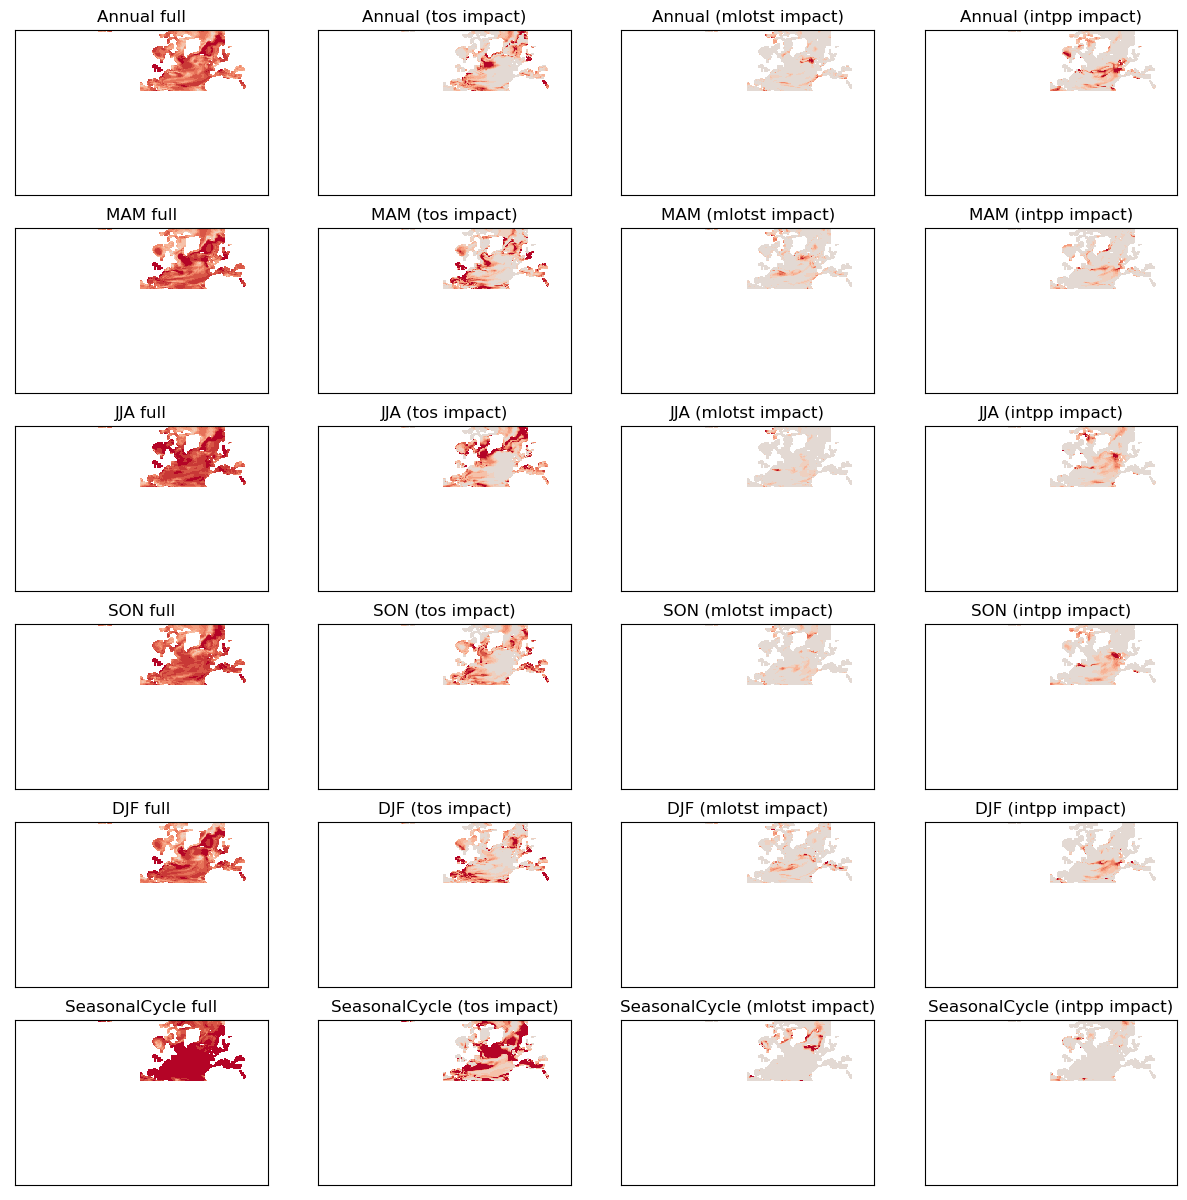 Annual full
Annual (tos impact)
Annual (mlotst impact)
Annual (intpp impact)
MAM full
MAM (tos impact)
MAM (mlotst impact)
MAM (intpp impact)
JJA full
JJA (tos impact)
JJA (mlotst impact)
JJA (intpp impact)
SON full
SON (tos impact)
SON (mlotst impact)
SON (intpp impact)
DJF full
DJF (tos impact)
DJF (mlotst impact)
DJF (intpp impact)
SeasonalCycle full
SeasonalCycle (tos impact)
SeasonalCycle (mlotst impact)
SeasonalCycle (intpp impact)